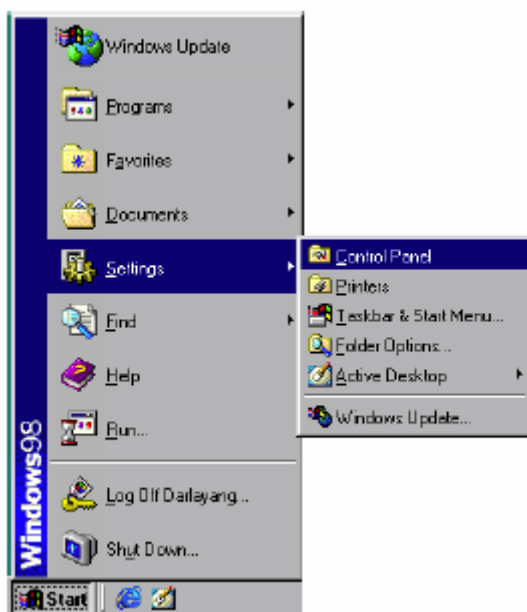 Windows Update
Programs
Favorites
Documents
Settings
Find
Help
Run...
Log Off Darlayang...
Shut Down...
Windows98
Start
Control Panel
Printers
Taskbar & Start Menu...
Folder Options...
Active Desktop
Windows Update...